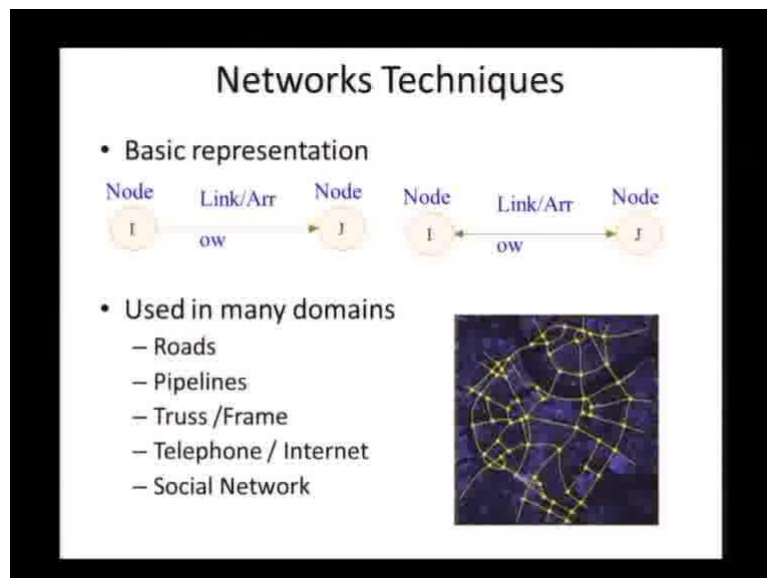 Networks Techniques
• Basic representation
Node Link/Arr Node Node Link/Arr Node
I ow J I ow J
• Used in many domains
– Roads
– Pipelines
– Truss /Frame
– Telephone / Internet
– Social Network